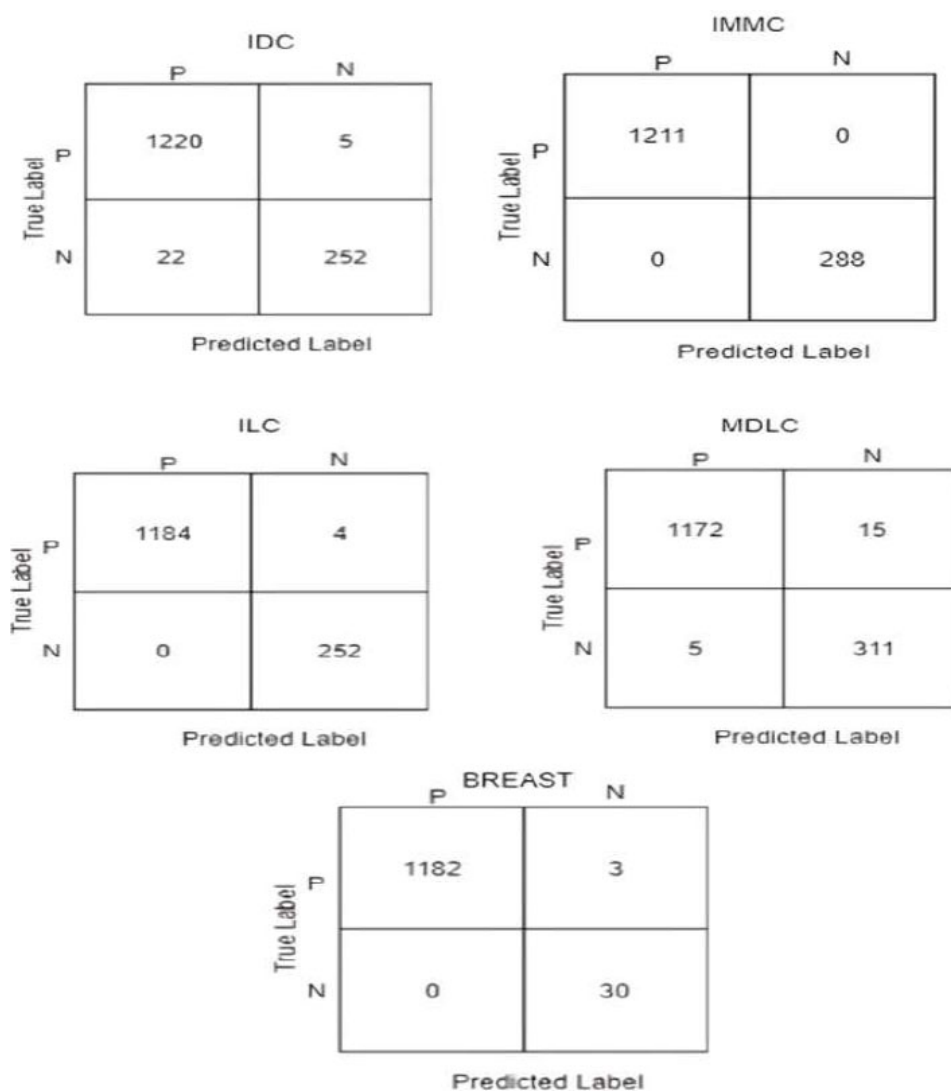 IDC
P N
True Label
P 1220 5
N 22 252
Predicted Label
IMMC
P N
True Label
P 1211 0
N 0 288
Predicted Label
ILC
P N
True Label
P 1184 4
N 0 252
Predicted Label
MDLC
P N
True Label
P 1172 15
N 5 311
Predicted Label
BREAST
P N
True Label
P 1182 3
N 0 30
Predicted Label